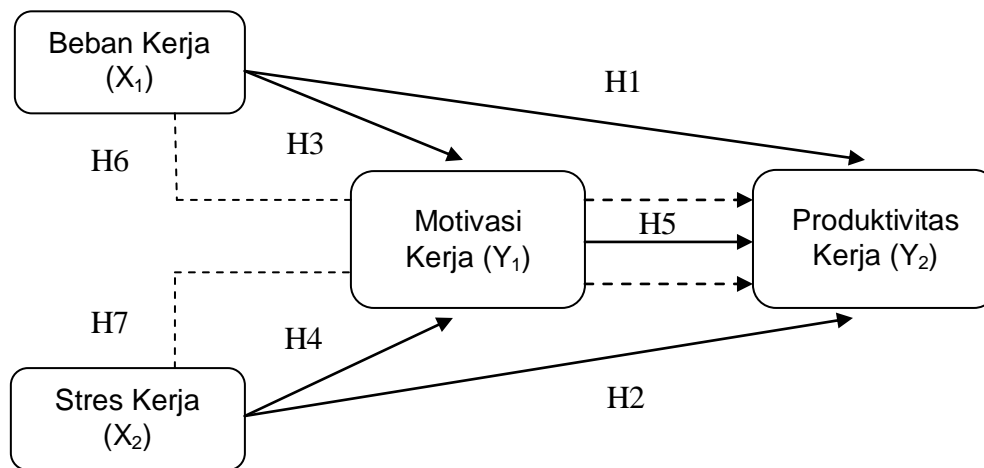 Beban Kerja
(X₁)
H1
H3
H6
Motivasi
Kerja (Y₁)
H5
Produktivitas
Kerja (Y₂)
H7
H4
Stres Kerja
(X₂)
H2